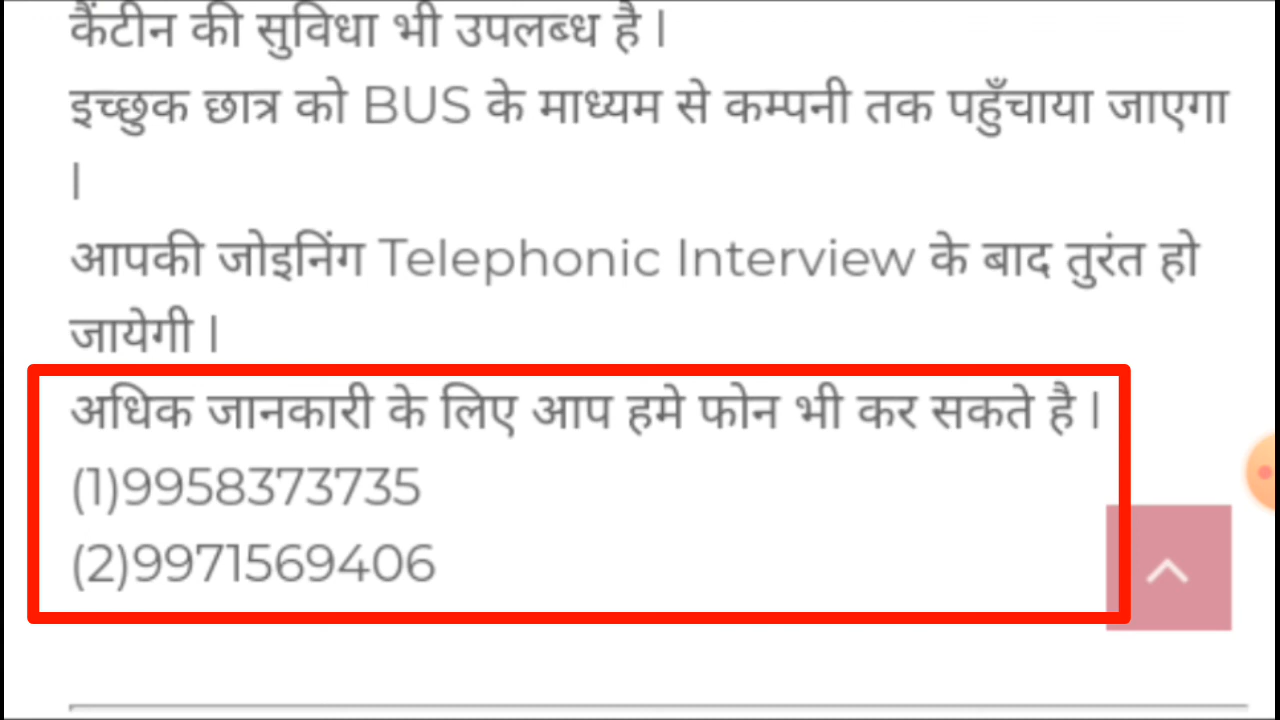 कैंटीन की सुविधा भी उपलब्ध है |
इच्छुक छात्र को BUS के माध्यम से कम्पनी तक पहुँचाया जाएगा
|
आपकी जोइनिंग Telephonic Interview के बाद तुरंत हो
जायेगी |
अधिक जानकारी के लिए आप हमे फोन भी कर सकते है |
(1)9958373735
(2)9971569406